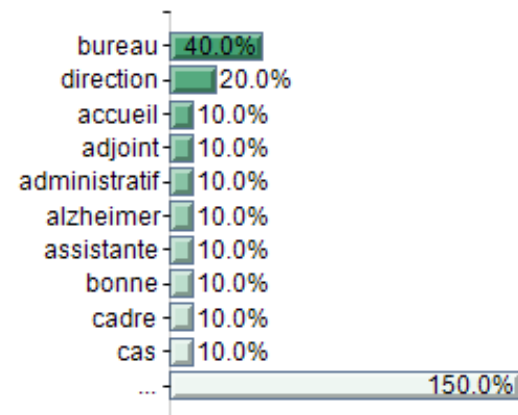 bureau 40.0%
direction 20.0%
accueil 10.0%
adjoint 10.0%
administratif 10.0%
alzheimer 10.0%
assistante 10.0%
bonne 10.0%
cadre 10.0%
cas 10.0%
... 150.0%